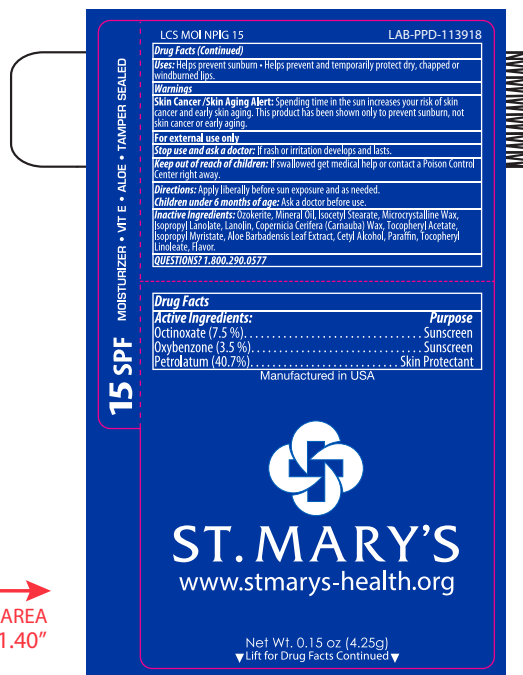 LCS MOI NPIG 15 LAB-PPD-113918
Drug Facts (Continued)
Uses: Helps prevent sunburn • Helps prevent and temporarily protect dry, chapped or
windburned lips.
Warnings
Skin Cancer /Skin Aging Alert: Spending time in the sun increases your risk of skin
cancer and early skin aging. This product has been shown only to prevent sunburn, not
skin cancer or early aging.
For external use only
Stop use and ask a doctor: If rash or irritation develops and lasts.
Keep out of reach of children: If swallowed get medical help or contact a Poison Control
Center right away.
Directions: Apply liberally before sun exposure and as needed.
Children under 6 months of age: Ask a doctor before use.
Inactive Ingredients: Ozokerite, Mineral Oil, Isocetyl Stearate, Microcrystalline Wax,
Isopropyl Lanolate, Lanolin, Copernicia Cerifera (Carnauba) Wax, Tocopheryl Acetate,
Isopropyl Myristate, Aloe Barbadensis Leaf Extract, Cetyl Alcohol, Paraffin, Tocopheryl
Linoleate, Flavor.
QUESTIONS? 1.800.290.0577
15 SPF MOISTURIZER • VIT E • ALOE • TAMPER SEALED
Drug Facts
Active Ingredients: Purpose
Octinoxate (7.5 %)..............................Sunscreen
Oxybenzone (3.5 %).............................Sunscreen
Petrolatum (40.7%)..........................Skin Protectant
Manufactured in USA
ST. MARY'S
www.stmarys-health.org
AREA
1.40"
Net Wt. 0.15 oz (4.25g)
▼Lift for Drug Facts Continued▼